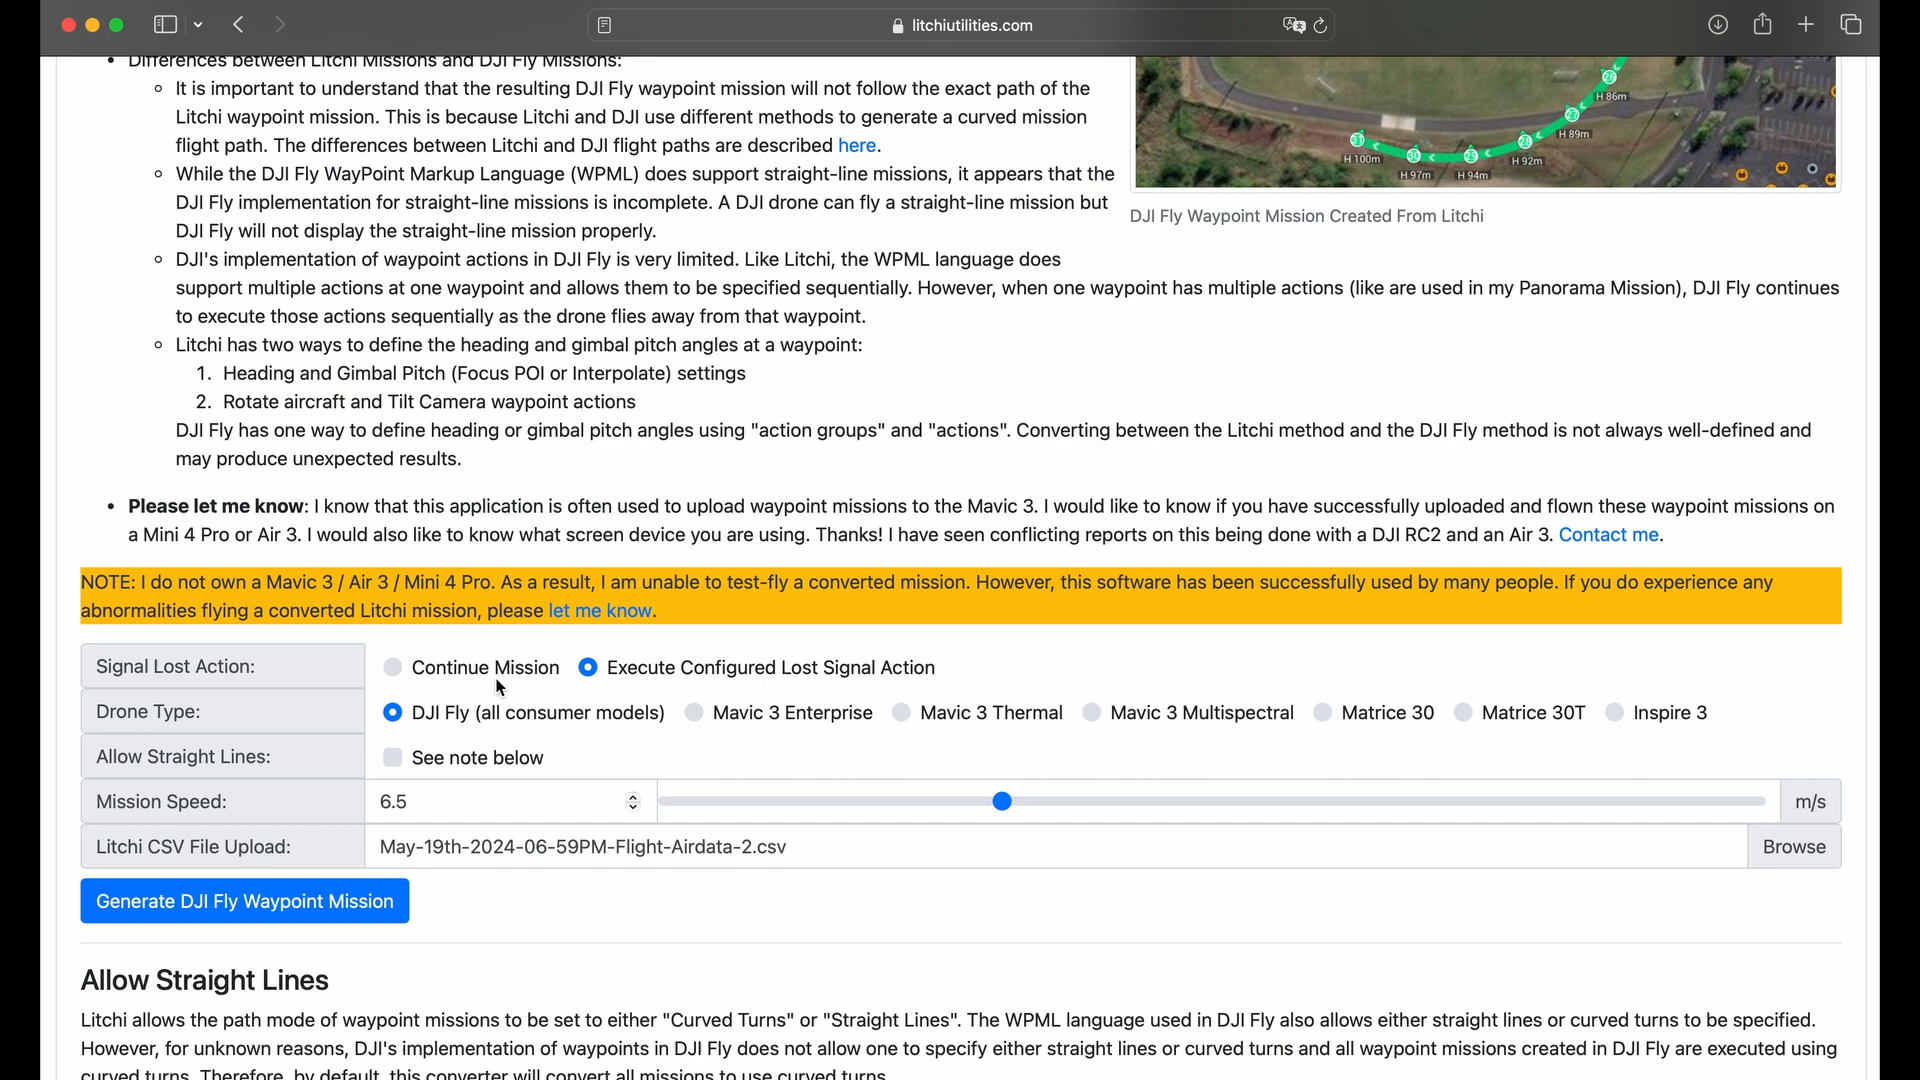 litchiutilities.com
• Differences between Litchi Missions and DJI Fly Missions:
It is important to understand that the resulting DJI Fly waypoint mission will not follow the exact path of the
Litchi waypoint mission. This is because Litchi and DJI use different methods to generate a curved mission
flight path. The differences between Litchi and DJI flight paths are described here.
While the DJI Fly WayPoint Markup Language (WPML) does support straight-line missions, it appears that the
DJI Fly implementation for straight-line missions is incomplete. A DJI drone can fly a straight-line mission but
DJI Fly will not display the straight-line mission properly.
DJI's implementation of waypoint actions in DJI Fly is very limited. Like Litchi, the WPML language does
support multiple actions at one waypoint and allows them to be specified sequentially. However, when one waypoint has multiple actions (like are used in my Panorama Mission), DJI Fly continues
to execute those actions sequentially as the drone flies away from that waypoint.
Litchi has two ways to define the heading and gimbal pitch angles at a waypoint:
1. Heading and Gimbal Pitch (Focus POI or Interpolate) settings
2. Rotate aircraft and Tilt Camera waypoint actions
DJI Fly has one way to define heading or gimbal pitch angles using "action groups" and "actions". Converting between the Litchi method and the DJI Fly method is not always well-defined and
may produce unexpected results.
H 86m
H 89m
H 92m
H 94m
H 97m
H 100m
DJI Fly Waypoint Mission Created From Litchi
• Please let me know: I know that this application is often used to upload waypoint missions to the Mavic 3. I would like to know if you have successfully uploaded and flown these waypoint missions on
a Mini 4 Pro or Air 3. I would also like to know what screen device you are using. Thanks! I have seen conflicting reports on this being done with a DJI RC2 and an Air 3. Contact me.
NOTE: I do not own a Mavic 3 / Air 3 / Mini 4 Pro. As a result, I am unable to test-fly a converted mission. However, this software has been successfully used by many people. If you do experience any
abnormalities flying a converted Litchi mission, please let me know.
Signal Lost Action: Continue Mission Execute Configured Lost Signal Action
Drone Type: DJI Fly (all consumer models) Mavic 3 Enterprise Mavic 3 Thermal Mavic 3 Multispectral Matrice 30 Matrice 30T Inspire 3
Allow Straight Lines: See note below
Mission Speed: 6.5 m/s
Litchi CSV File Upload: May-19th-2024-06-59PM-Flight-Airdata-2.csv Browse
Generate DJI Fly Waypoint Mission
Allow Straight Lines
Litchi allows the path mode of waypoint missions to be set to either "Curved Turns" or "Straight Lines". The WPML language used in DJI Fly also allows either straight lines or curved turns to be specified.
However, for unknown reasons, DJI's implementation of waypoints in DJI Fly does not allow one to specify either straight lines or curved turns and all waypoint missions created in DJI Fly are executed using
curved turns. Therefore, by default, this converter will convert all missions to use curved turns.